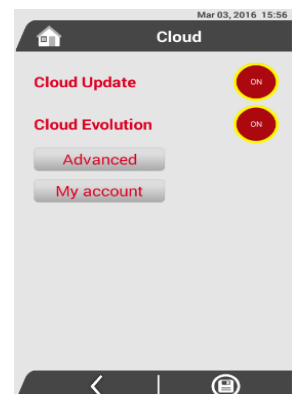 Mar 03, 2016 15:56
Cloud
Cloud Update
ON
Cloud Evolution
ON
Advanced
My account